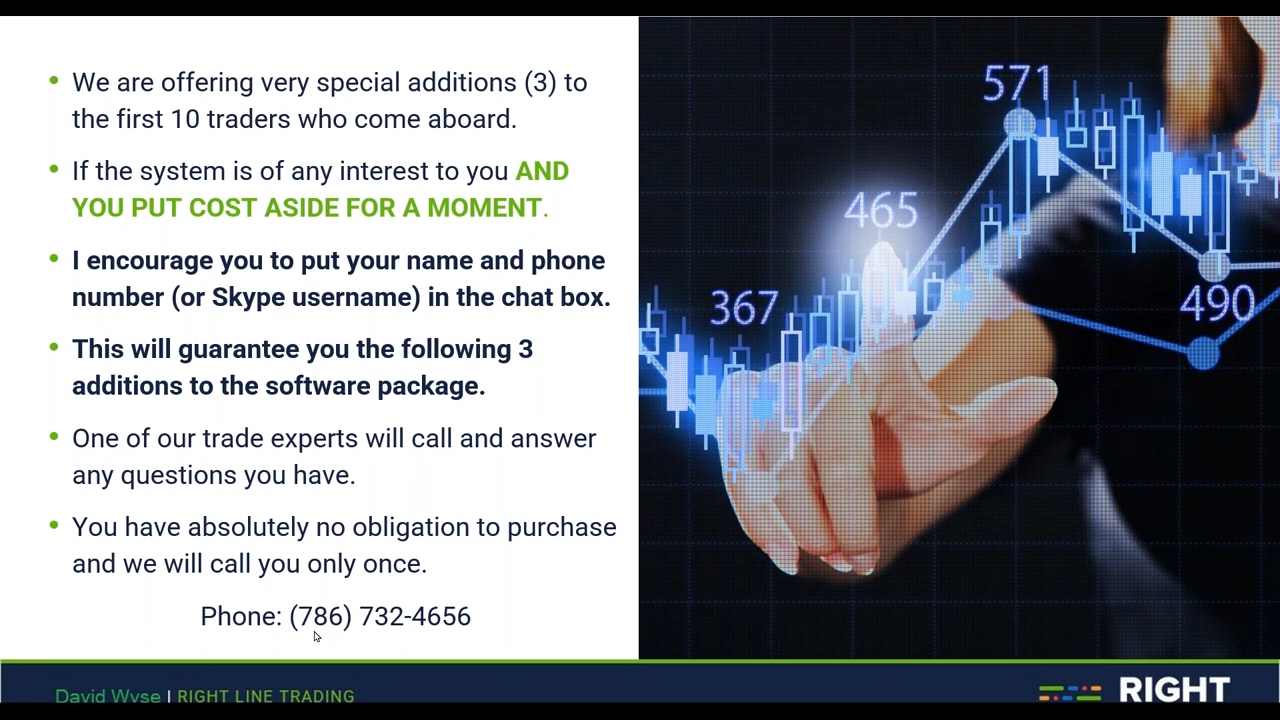 We are offering very special additions (3) to
the first 10 traders who come aboard.
If the system is of any interest to you AND
YOU PUT COST ASIDE FOR A MOMENT.
I encourage you to put your name and phone
number (or Skype username) in the chat box.
This will guarantee you the following 3
additions to the software package.
One of our trade experts will call and answer
any questions you have.
You have absolutely no obligation to purchase
and we will call you only once.
Phone: (786) 732-4656
571
465
367
490
David Wyse | RIGHT LINE TRADING
RIGHT